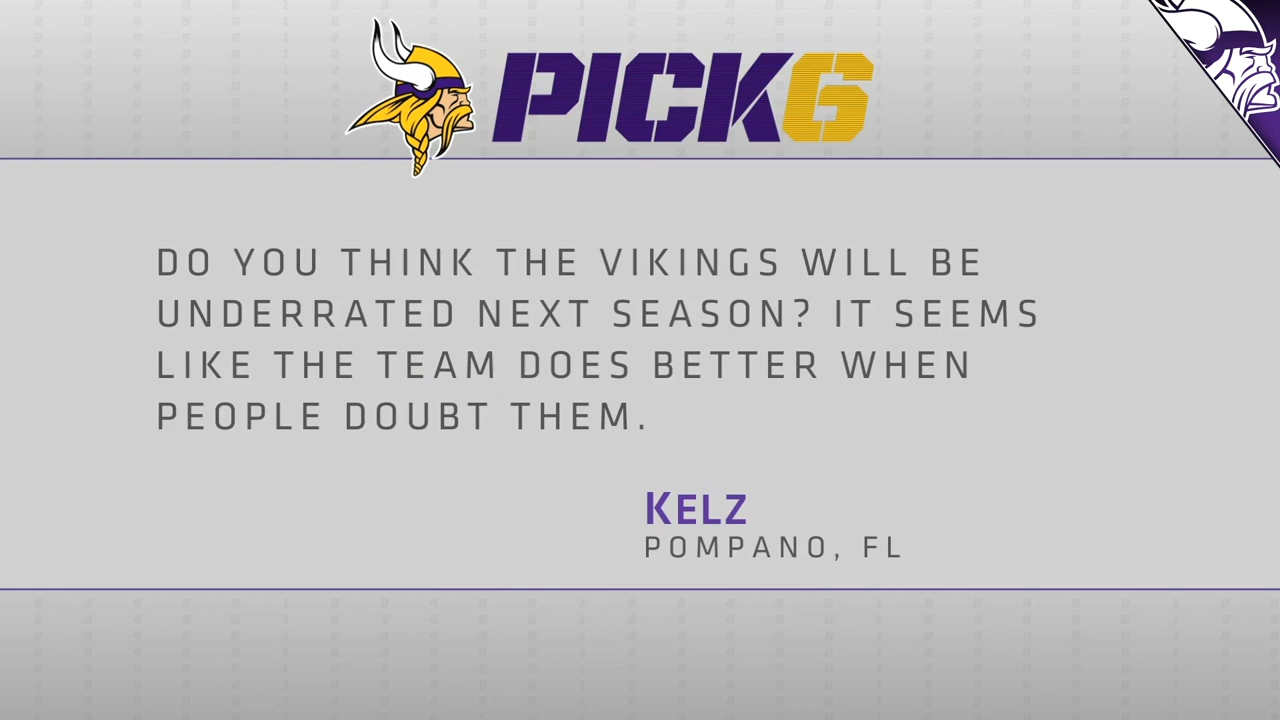 PICK6
DO YOU THINK THE VIKINGS WILL BE
UNDERRATED NEXT SEASON? IT SEEMS
LIKE THE TEAM DOES BETTER WHEN
PEOPLE DOUBT THEM.
KELZ
POMPANO, FL